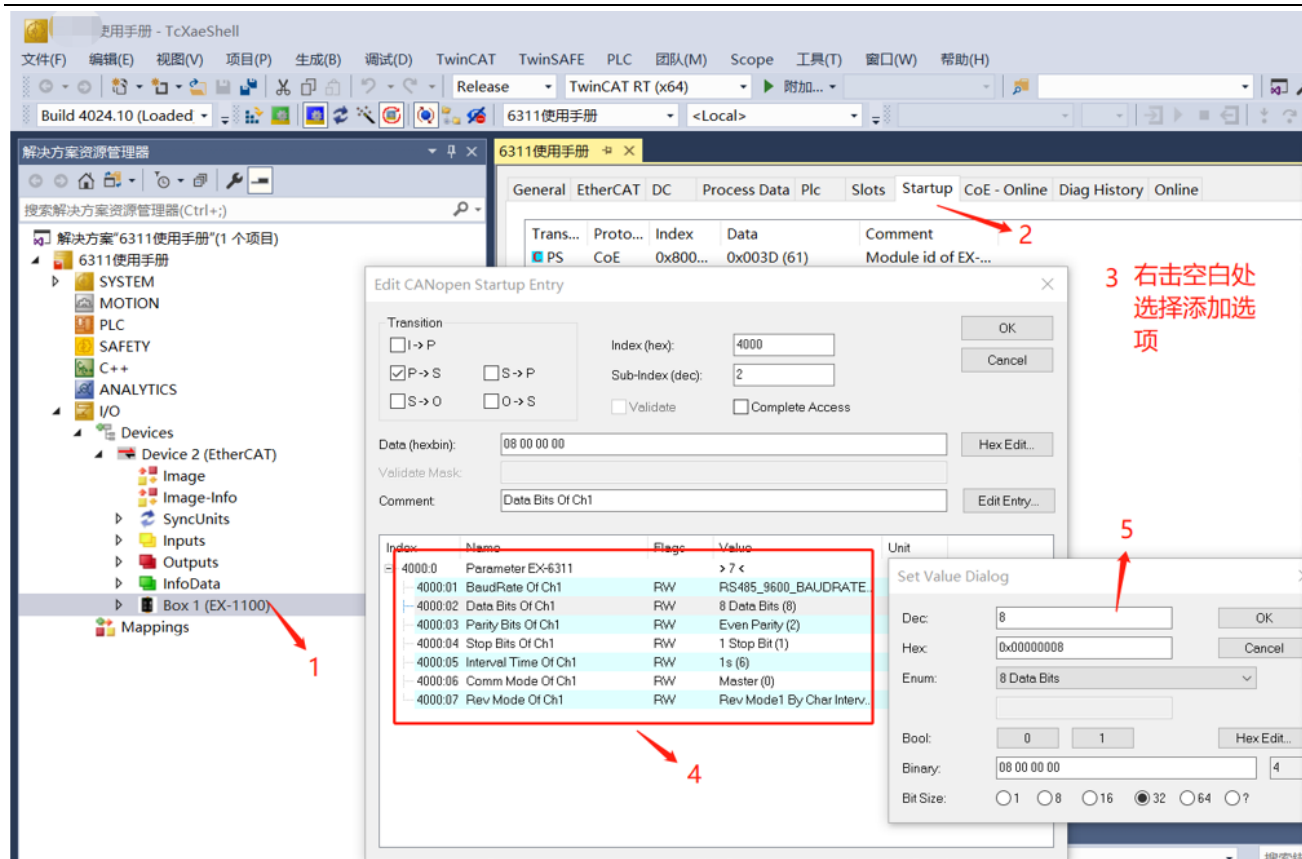 使用手册 - TcXaeShell
文件(F) 编辑(E) 视图(V) 项目(P) 生成(B) 调试(D) TwinCAT TwinSAFE PLC 团队(M) Scope 工具(T) 窗口(W) 帮助(H)
Release TwinCAT RT (x64) 附加...
Build 4024.10 (Loaded 6311使用手册 <Local>
解决方案资源管理器
6311使用手册
General EtherCAT DC Process Data Plc Slots Startup CoE - Online Diag History Online
搜索解决方案资源管理器(Ctrl+;)
解决方案"6311使用手册"(1 个项目)
6311使用手册
SYSTEM
MOTION
PLC
SAFETY
C++
ANALYTICS
I/O
Devices
Device 2 (EtherCAT)
Image
Image-Info
SyncUnits
Inputs
Outputs
InfoData
Box 1 (EX-1100)
Mappings
1
Trans... Proto... Index Data Comment
PS CoE 0x800... 0x003D (61) Module id of EX-...
2
3 右击空白处
选择添加选
项
Edit CANopen Startup Entry
Transition
I -> P
P -> S S -> P
S -> O O -> S
Index (hex): 4000
Sub-Index (dec): 2
Validate Complete Access
OK
Cancel
Data (hexbin): 08 00 00 00 Hex Edit...
Validate Mask:
Comment: Data Bits Of Ch1 Edit Entry...
Index Name Flags Value Unit
4000:0 Parameter EX-6311 > 7 <
4000:01 BaudRate Of Ch1 RW RS485_9600_BAUDRATE...
4000:02 Data Bits Of Ch1 RW 8 Data Bits (8)
4000:03 Parity Bits Of Ch1 RW Even Parity (2)
4000:04 Stop Bits Of Ch1 RW 1 Stop Bit (1)
4000:05 Interval Time Of Ch1 RW 1s (6)
4000:06 Comm Mode Of Ch1 RW Master (0)
4000:07 Rev Mode Of Ch1 RW Rev Mode1 By Char Interv...
4
5
Set Value Dialog
Dec: 8 OK
Hex: 0x00000008 Cancel
Enum: 8 Data Bits
Bool: 0 1 Hex Edit...
Binary: 08 00 00 00 4
Bit Size: 1 8 16 32 64 ?